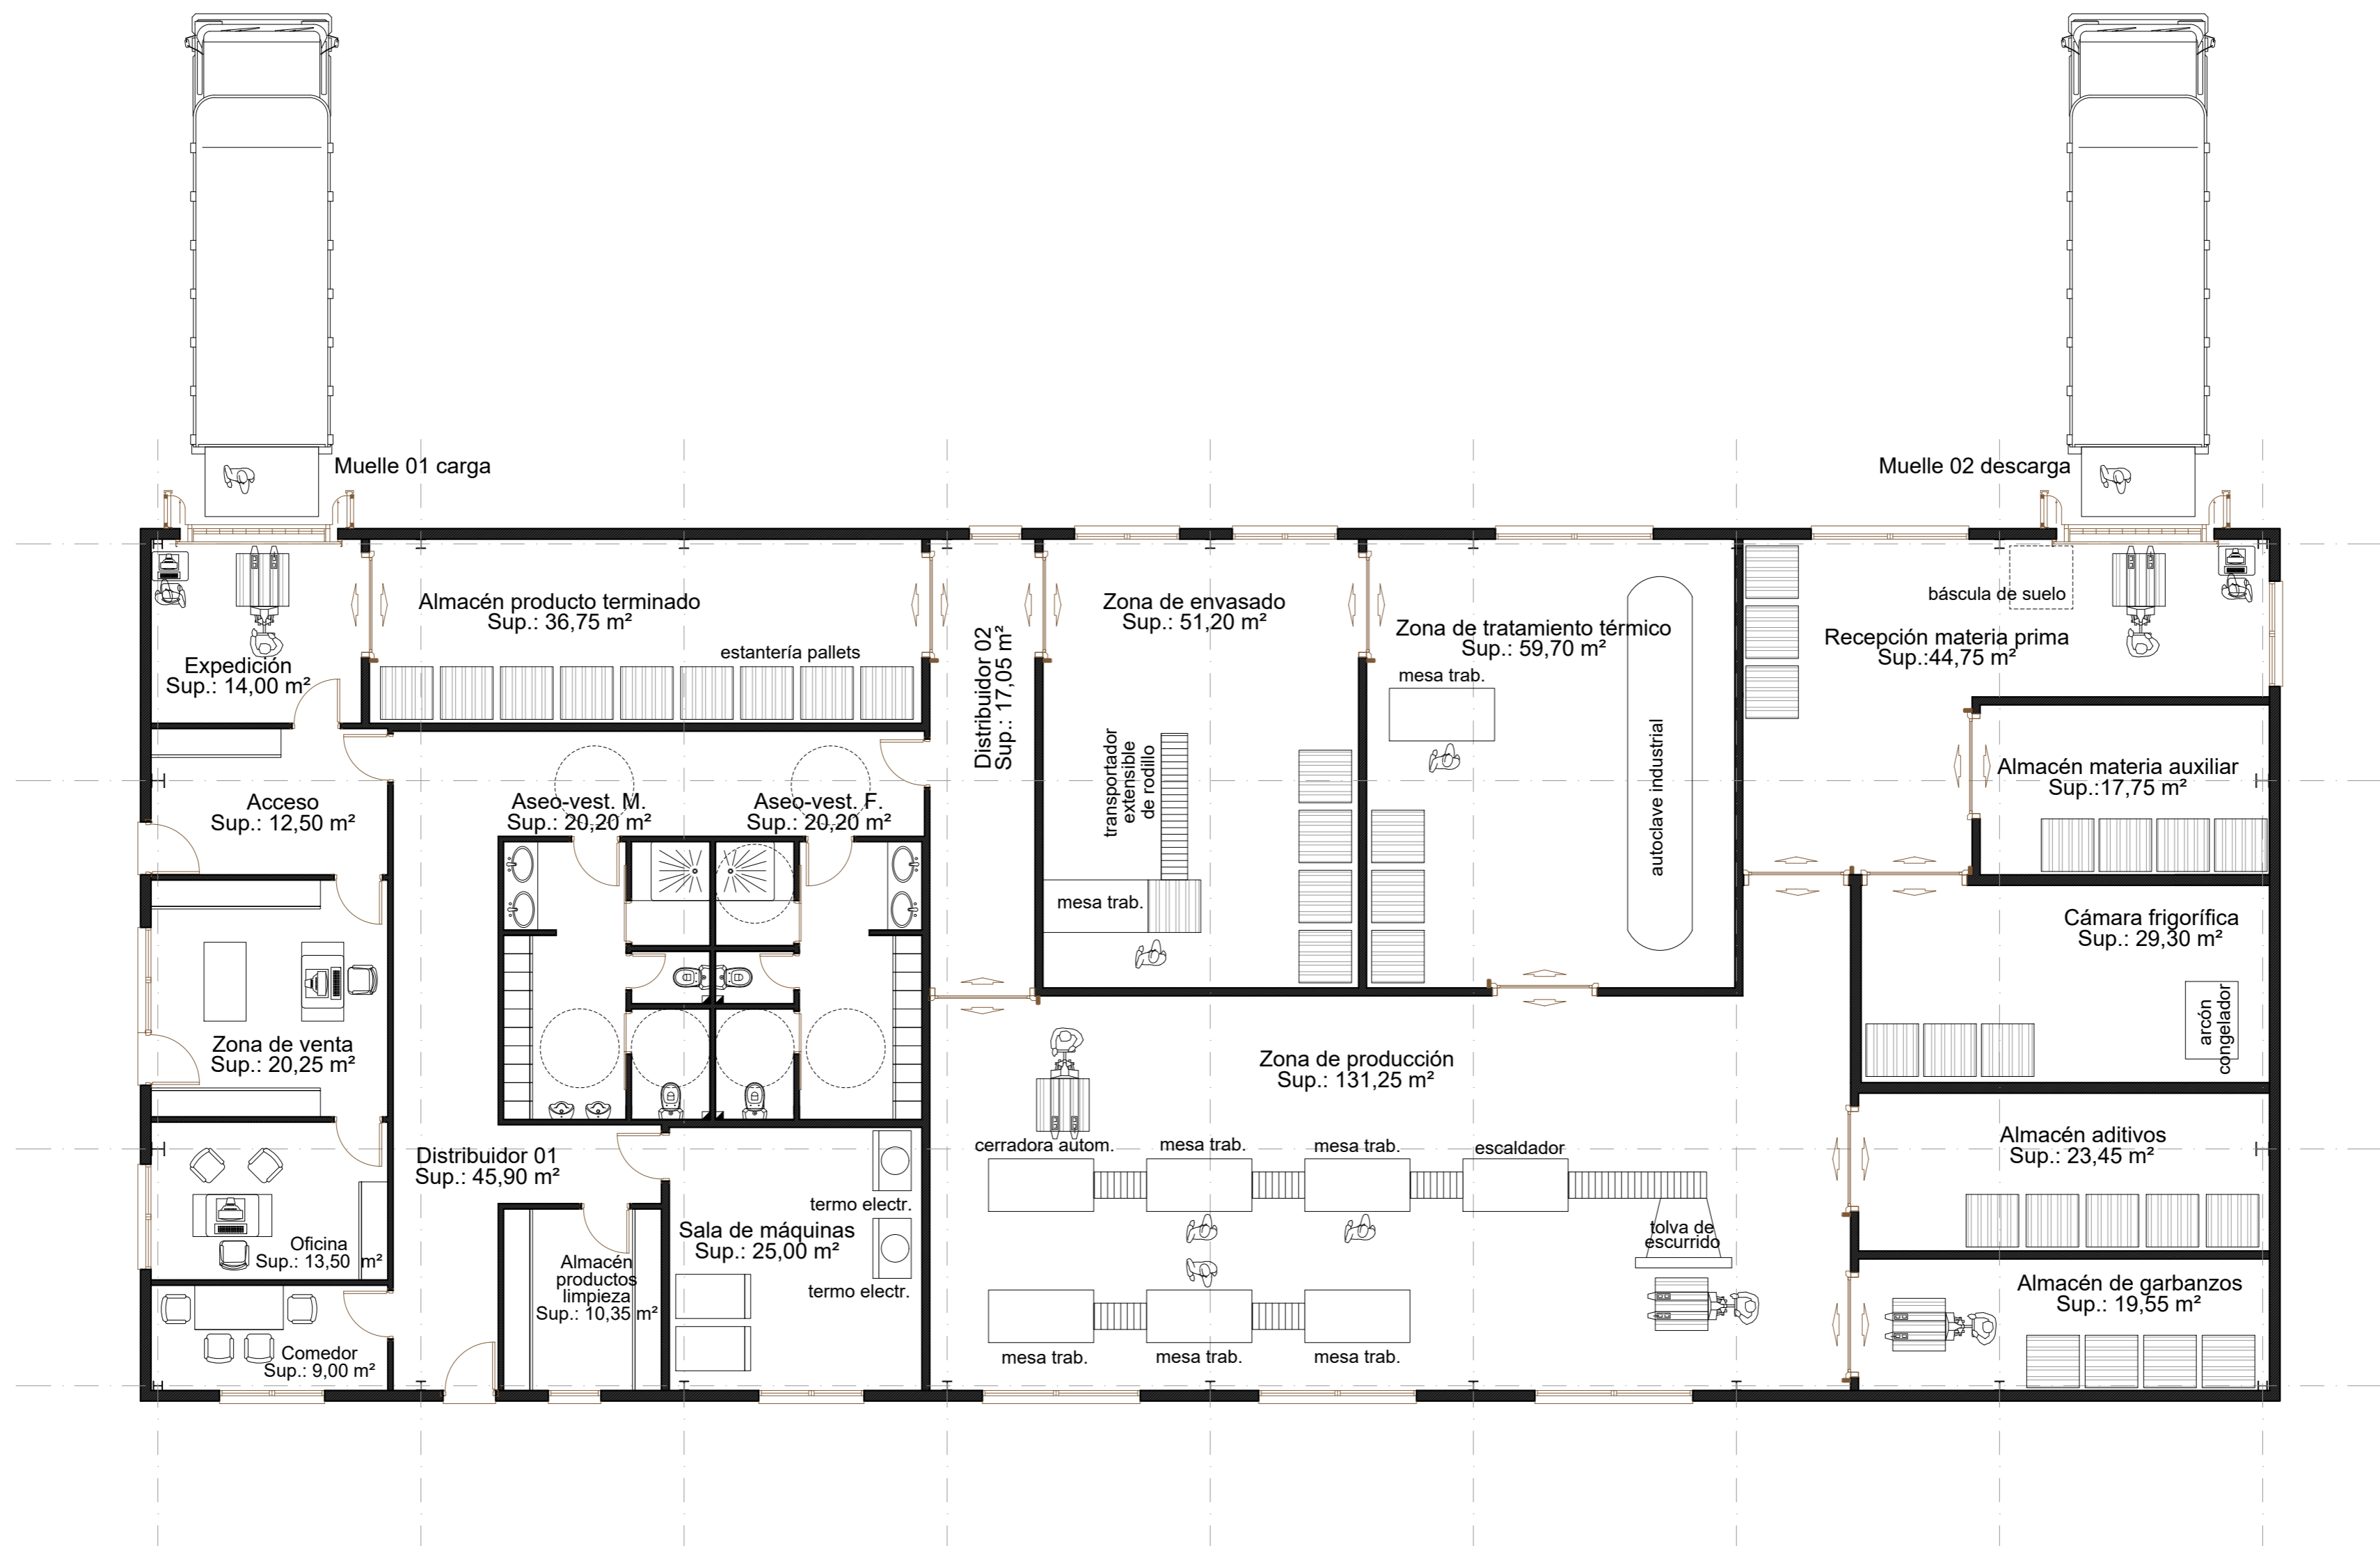 Muelle 01 carga
Muelle 02 descarga
Expedición
Sup.: 14,00 m²
Almacén producto terminado
Sup.: 36,75 m²
estantería pallets
Distribuidor 02
Sup.: 17,05 m²
Zona de envasado
Sup.: 51,20 m²
transportador
extensible
de rodillo
mesa trab.
Zona de tratamiento térmico
Sup.: 59,70 m²
mesa trab.
autoclave industrial
báscula de suelo
Recepción materia prima
Sup.:44,75 m²
Almacén materia auxiliar
Sup.:17,75 m²
Acceso
Sup.: 12,50 m²
Aseo-vest. M.
Sup.: 20,20 m²
Aseo-vest. F.
Sup.: 20,20 m²
Cámara frigorífica
Sup.: 29,30 m²
arcón
congelador
Zona de venta
Sup.: 20,25 m²
Zona de producción
Sup.: 131,25 m²
cerradora autom.
mesa trab.
mesa trab.
escaldador
tolva de
escurrido
Almacén aditivos
Sup.: 23,45 m²
Distribuidor 01
Sup.: 45,90 m²
termo electr.
Sala de máquinas
Sup.: 25,00 m²
termo electr.
Oficina
Sup.: 13,50 m²
Almacén
productos
limpieza
Sup.: 10,35 m²
Almacén de garbanzos
Sup.: 19,55 m²
Comedor
Sup.: 9,00 m²
mesa trab.
mesa trab.
mesa trab.